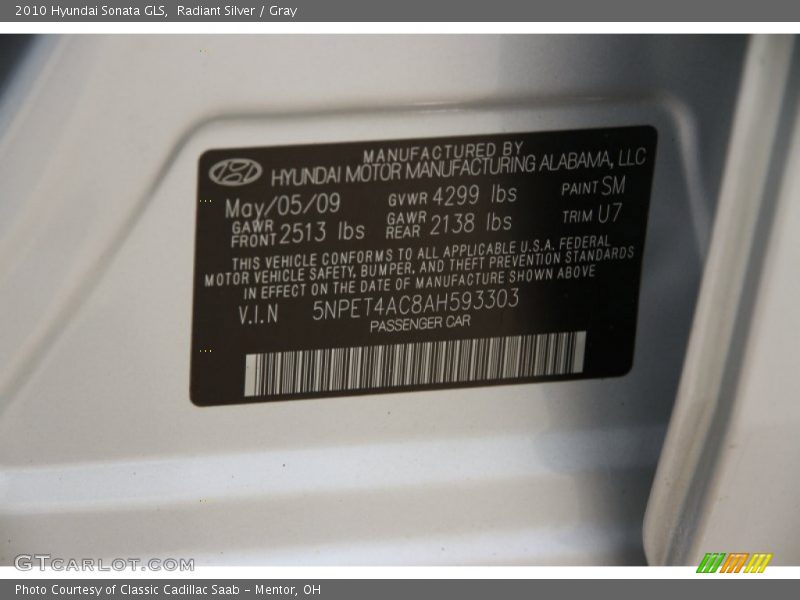 2010 Hyundai Sonata GLS, Radiant Silver / Gray
MANUFACTURED BY
HYUNDAI MOTOR MANUFACTURING ALABAMA, LLC
May/05/09 GVWR 4299 lbs PAINT SM
GAWR FRONT 2513 lbs GAWR REAR 2138 lbs TRIM U7
THIS VEHICLE CONFORMS TO ALL APPLICABLE U.S.A. FEDERAL
MOTOR VEHICLE SAFETY, BUMPER, AND THEFT PREVENTION STANDARDS
IN EFFECT ON THE DATE OF MANUFACTURE SHOWN ABOVE
V.I.N 5NPET4AC8AH593303
PASSENGER CAR
GTCARLOT.COM
Photo Courtesy of Classic Cadillac Saab - Mentor, OH